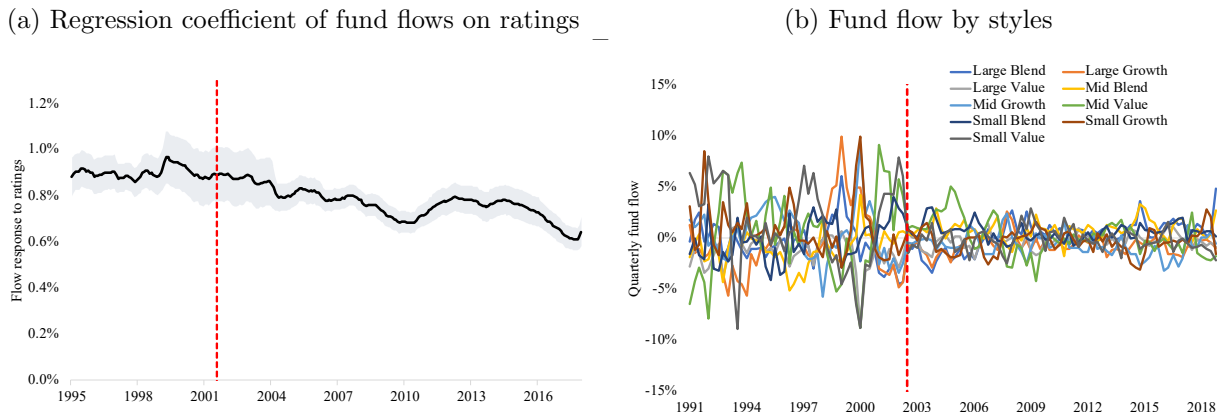 (a) Regression coefficient of fund flows on ratings
(b) Fund flow by styles
Flow response to ratings
1.2%
1.0%
0.8%
0.6%
0.4%
0.2%
0.0%
1995 1998 2001 2004 2007 2010 2013 2016
Quarterly fund flow
15%
10%
5%
0%
-5%
-10%
-15%
Large Blend Large Growth
Large Value Mid Blend
Mid Growth Mid Value
Small Blend Small Growth
Small Value
1991 1994 1997 2000 2003 2006 2009 2012 2015 2018